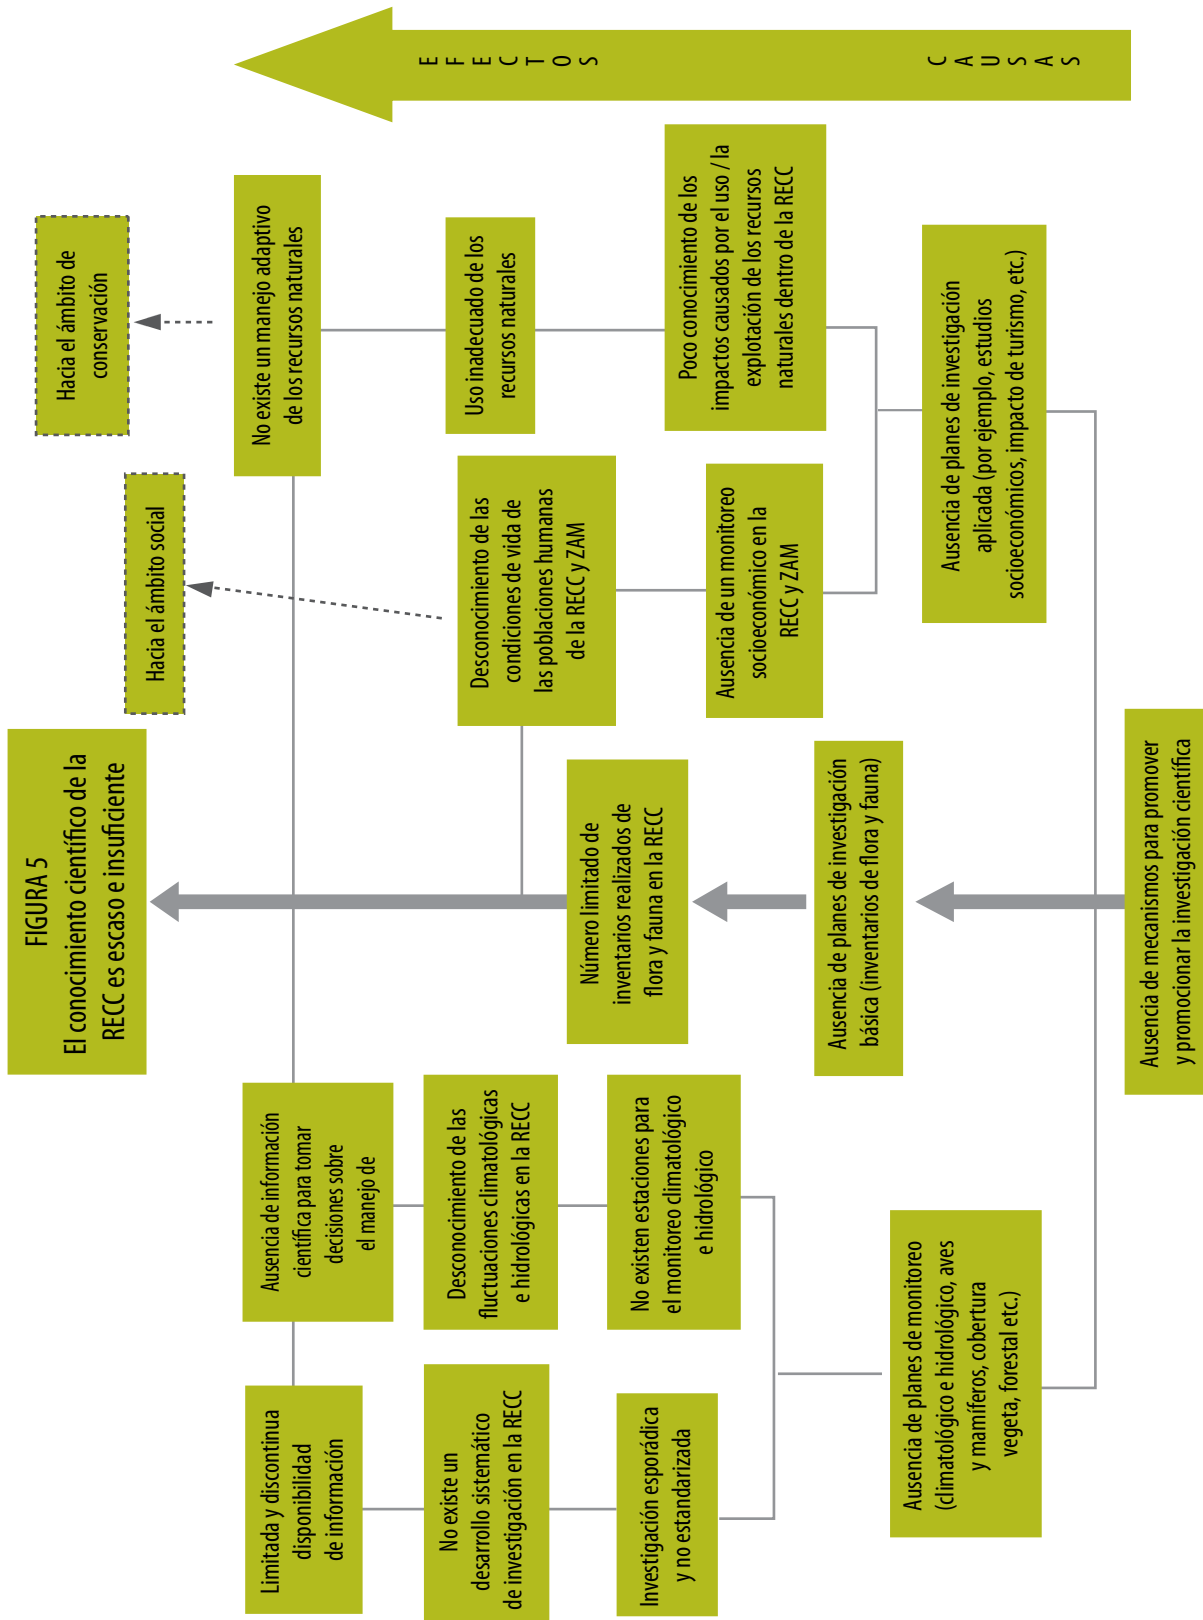 FIGURA 5
El conocimiento científico de la
RECC es escaso e insuficiente
Hacia el ámbito social
Hacia el ámbito de
conservación
Limitada y discontinua
disponibilidad
de información
Ausencia de información
científica para tomar
decisiones sobre
el manejo de
No existe un manejo adaptivo
de los recursos naturales
No existe un
desarrollo sistemático
de investigación en la RECC
Desconocimiento de las
fluctuaciones climatológicas
e hidrológicas en la RECC
Desconocimiento de las
condiciones de vida de
las poblaciones humanas
de la RECC y ZAM
Uso inadecuado de los
recursos naturales
Investigación esporádica
y no estandarizada
No existen estaciones para
el monitoreo climatológico
e hidrológico
Número limitado de
inventarios realizados de
flora y fauna en la RECC
Ausencia de un monitoreo
socioeconómico en la
RECC y ZAM
Poco conocimiento de los
impactos causados por el uso / la
explotación de los recursos
naturales dentro de la RECC
Ausencia de planes de monitoreo
(climatológico e hidrológico, aves
y mamíferos, cobertura
vegeta, forestal etc.)
Ausencia de planes de investigación
básica (inventarios de flora y fauna)
Ausencia de planes de investigación
aplicada (por ejemplo, estudios
socioeconómicos, impacto de turismo, etc.)
Ausencia de mecanismos para promover
y promocionar la investigación científica
E
F
E
C
T
O
S
C
A
U
S
A
S